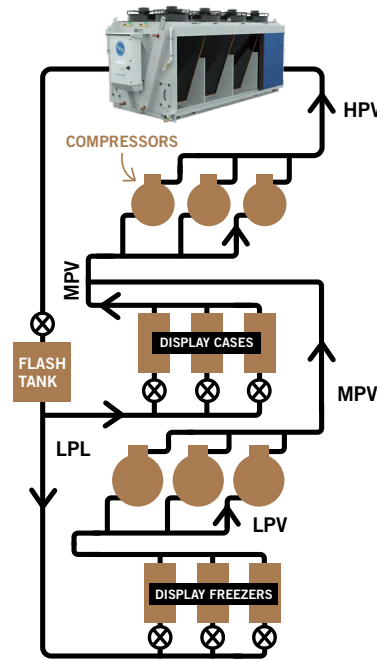 HPV
COMPRESSORS
MPV
DISPLAY CASES
FLASH
TANK
MPV
LPL
LPV
DISPLAY FREEZERS